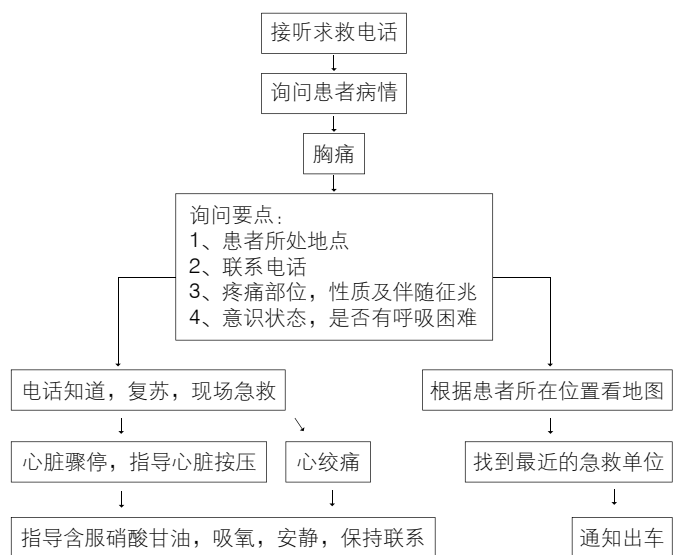 接听求救电话
询问患者病情
胸痛
询问要点：
1、患者所处地点
2、联系电话
3、疼痛部位，性质及伴随征兆
4、意识状态，是否有呼吸困难
电话知道，复苏，现场急救
根据患者所在位置看地图
心脏骤停，指导心脏按压
心绞痛
找到最近的急救单位
指导含服硝酸甘油，吸氧，安静，保持联系
通知出车